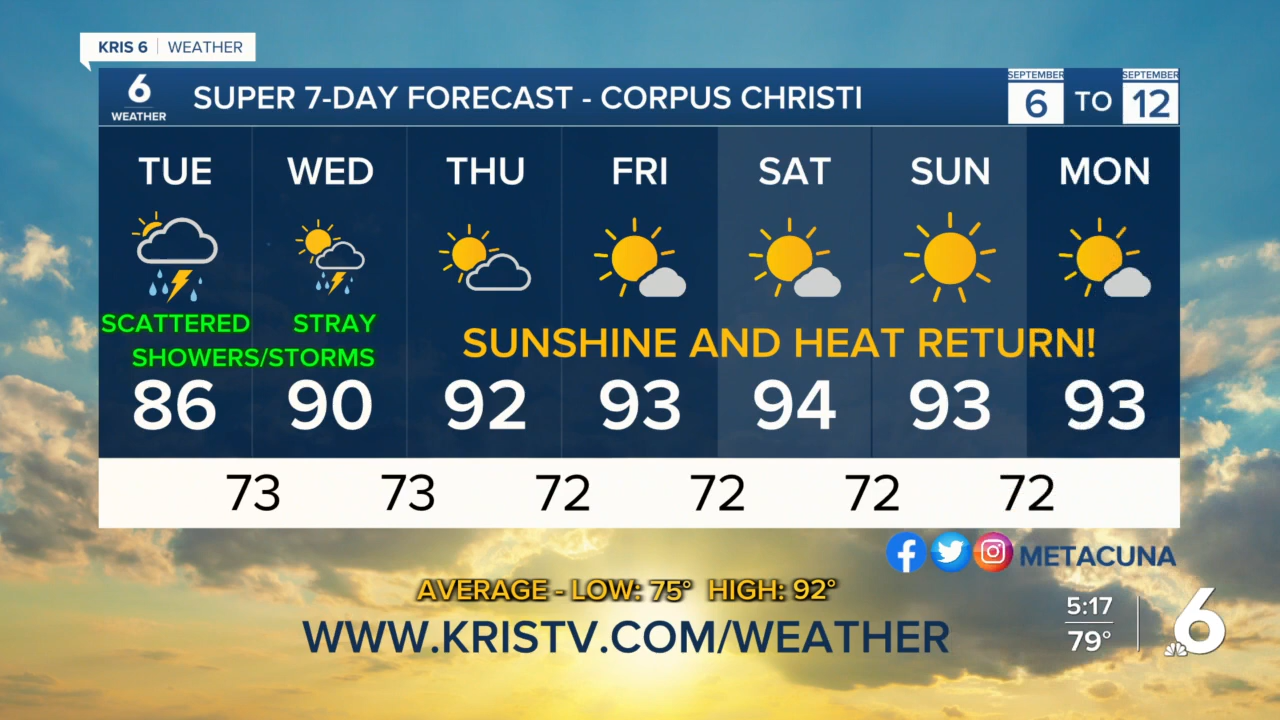 KRIS 6 | WEATHER
6
WEATHER
SUPER 7-DAY FORECAST - CORPUS CHRISTI
SEPTEMBER
6
TO
SEPTEMBER
12
TUE WED THU FRI SAT SUN MON
SCATTERED STRAY
SHOWERS/STORMS
SUNSHINE AND HEAT RETURN!
86 90 92 93 94 93 93
73 73 72 72 72 72
METACUNA
AVERAGE - LOW: 75° HIGH: 92°
WWW.KRISTV.COM/WEATHER
5:17
79°
6